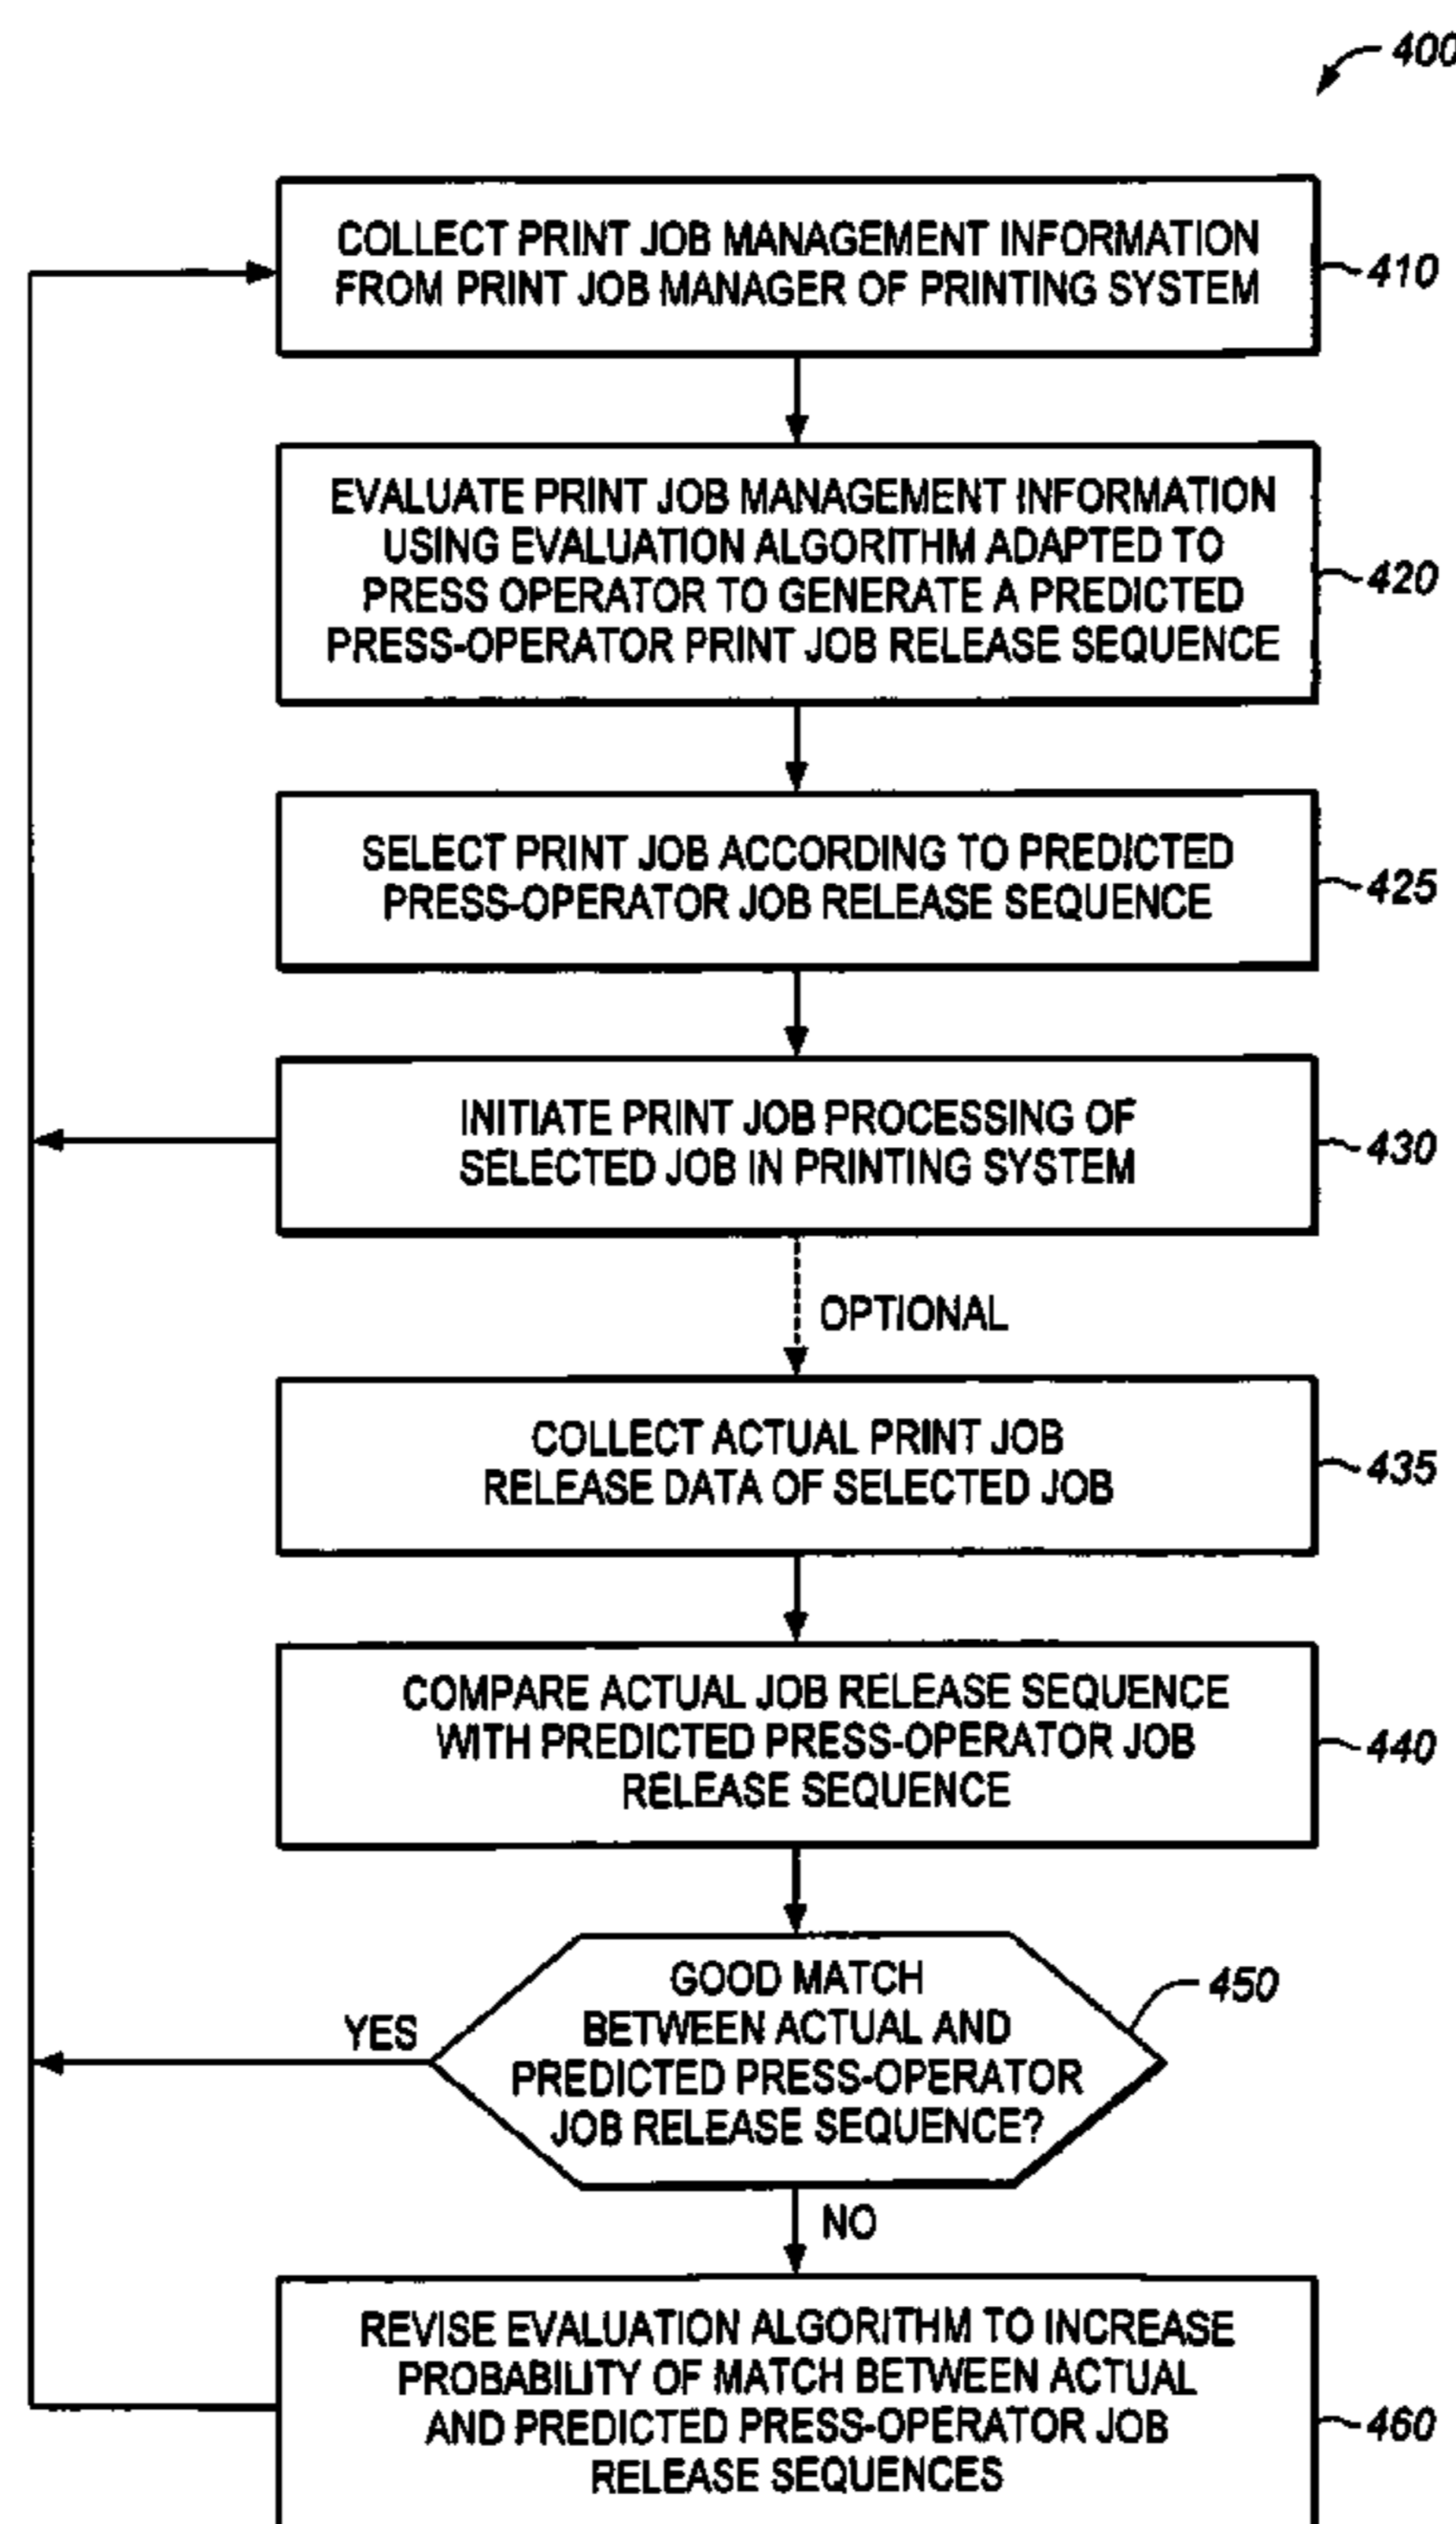 400
COLLECT PRINT JOB MANAGEMENT INFORMATION
FROM PRINT JOB MANAGER OF PRINTING SYSTEM
410
EVALUATE PRINT JOB MANAGEMENT INFORMATION
USING EVALUATION ALGORITHM ADAPTED TO
PRESS OPERATOR TO GENERATE A PREDICTED
PRESS-OPERATOR PRINT JOB RELEASE SEQUENCE
420
SELECT PRINT JOB ACCORDING TO PREDICTED
PRESS-OPERATOR JOB RELEASE SEQUENCE
425
INITIATE PRINT JOB PROCESSING OF
SELECTED JOB IN PRINTING SYSTEM
430
OPTIONAL
COLLECT ACTUAL PRINT JOB
RELEASE DATA OF SELECTED JOB
435
COMPARE ACTUAL JOB RELEASE SEQUENCE
WITH PREDICTED PRESS-OPERATOR JOB
RELEASE SEQUENCE
440
GOOD MATCH
BETWEEN ACTUAL AND
PREDICTED PRESS-OPERATOR
JOB RELEASE SEQUENCE?
450
YES
NO
REVISE EVALUATION ALGORITHM TO INCREASE
PROBABILITY OF MATCH BETWEEN ACTUAL
AND PREDICTED PRESS-OPERATOR JOB
RELEASE SEQUENCES
460